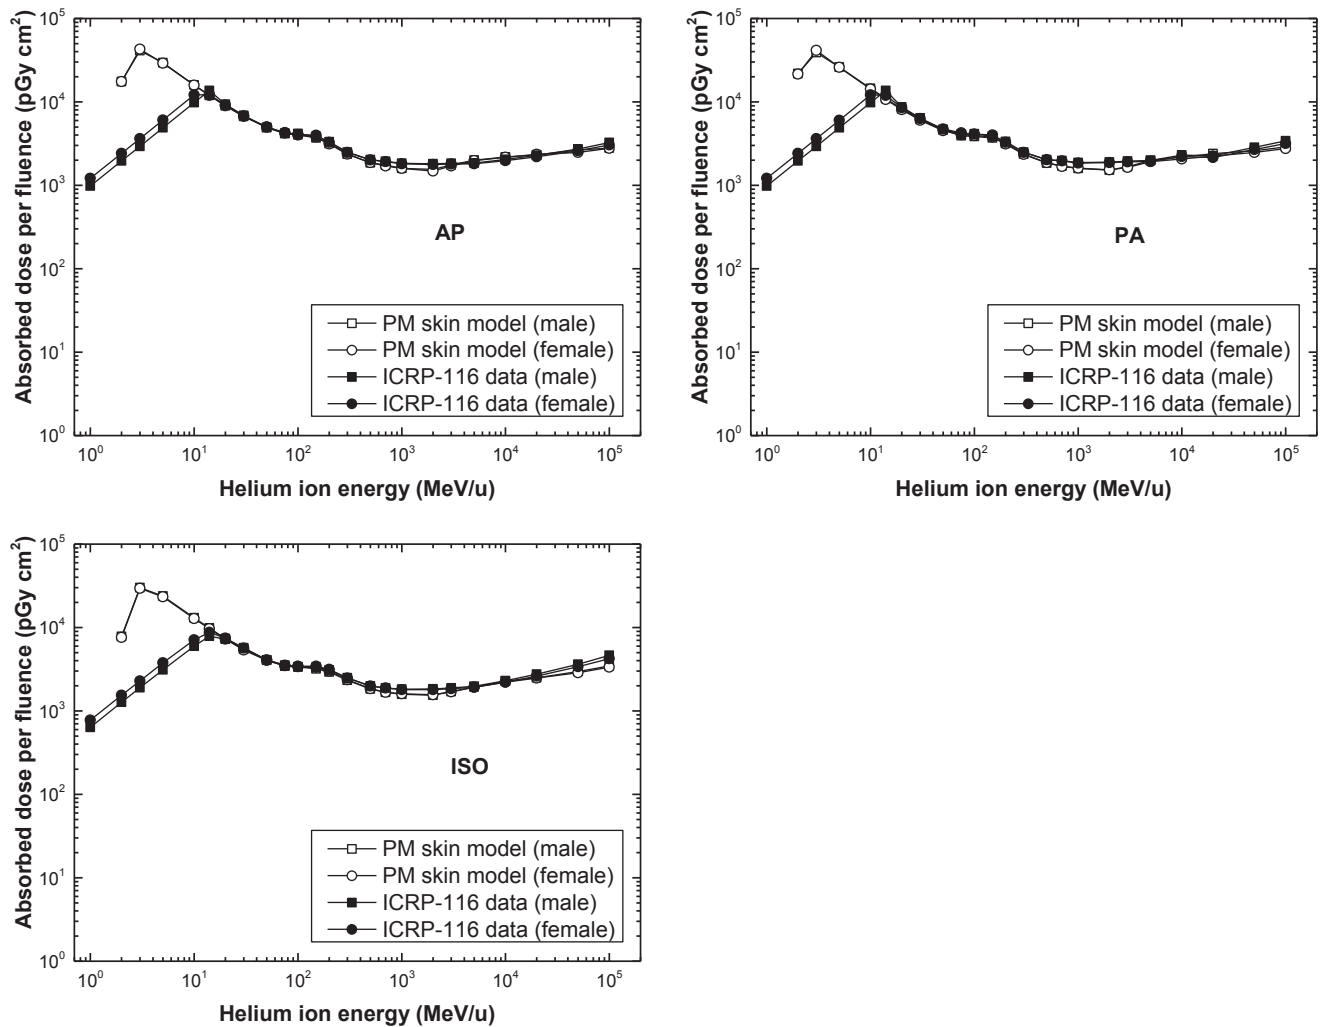 Absorbed dose per fluence (pGy cm²)
10⁵
10⁴
10³
10²
10¹
10⁰
AP
PM skin model (male)
PM skin model (female)
ICRP-116 data (male)
ICRP-116 data (female)
10⁰ 10¹ 10² 10³ 10⁴ 10⁵
Helium ion energy (MeV/u)
Absorbed dose per fluence (pGy cm²)
10⁵
10⁴
10³
10²
10¹
10⁰
PA
PM skin model (male)
PM skin model (female)
ICRP-116 data (male)
ICRP-116 data (female)
10⁰ 10¹ 10² 10³ 10⁴ 10⁵
Helium ion energy (MeV/u)
Absorbed dose per fluence (pGy cm²)
10⁵
10⁴
10³
10²
10¹
10⁰
ISO
PM skin model (male)
PM skin model (female)
ICRP-116 data (male)
ICRP-116 data (female)
10⁰ 10¹ 10² 10³ 10⁴ 10⁵
Helium ion energy (MeV/u)